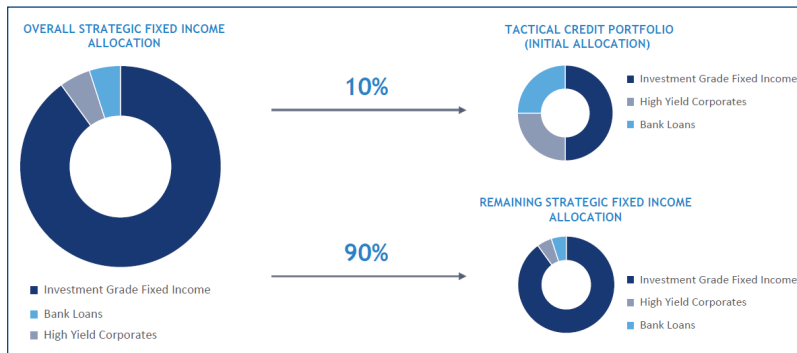 OVERALL STRATEGIC FIXED INCOME
ALLOCATION
Investment Grade Fixed Income
Bank Loans
High Yield Corporates
10%
90%
TACTICAL CREDIT PORTFOLIO
(INITIAL ALLOCATION)
Investment Grade Fixed Income
High Yield Corporates
Bank Loans
REMAINING STRATEGIC FIXED INCOME
ALLOCATION
Investment Grade Fixed Income
High Yield Corporates
Bank Loans